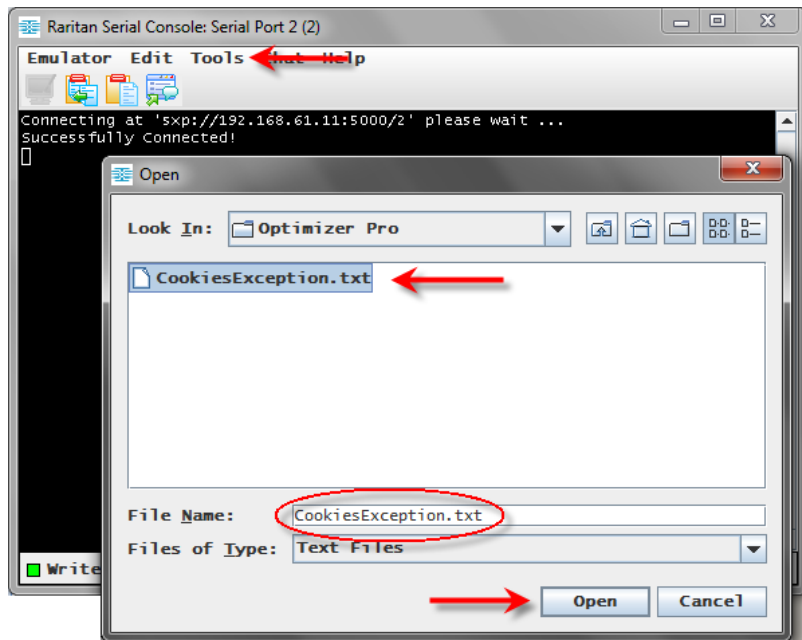 Raritan Serial Console: Serial Port 2 (2)
Emulator Edit Tools Chat Help
Connecting at 'sxp://192.168.61.11:5000/2' please wait ...
Successfully Connected!
Open
Look In: Optimizer Pro
CookiesException.txt
File Name: CookiesException.txt
Files of Type: Text Files
Write
Open Cancel